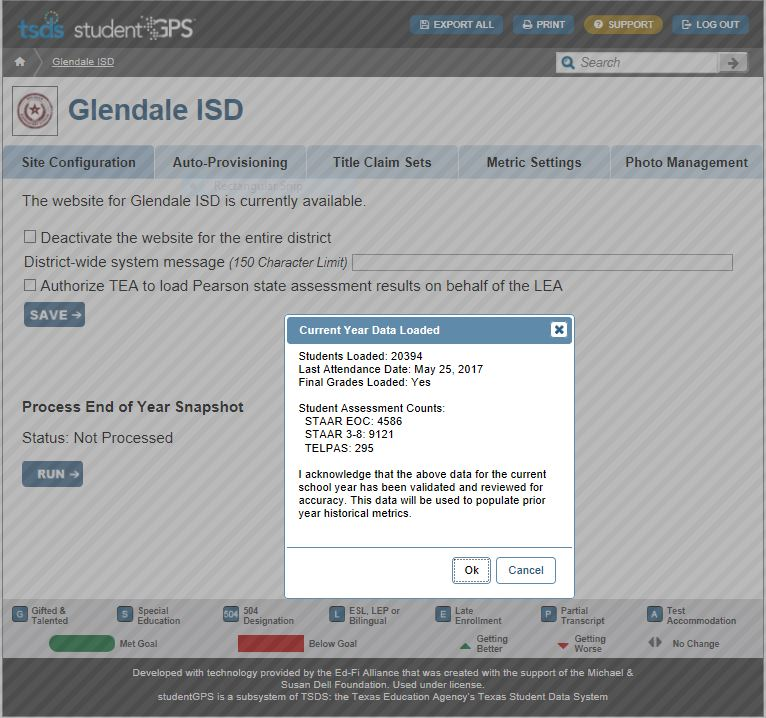 tsds studentGPS
EXPORT ALL
PRINT
SUPPORT
LOG OUT
Glendale ISD
Search
Glendale ISD
Site Configuration
Auto-Provisioning
Title Claim Sets
Metric Settings
Photo Management
Rectangular Snip
The website for Glendale ISD is currently available.
Deactivate the website for the entire district
District-wide system message (150 Character Limit)
Authorize TEA to load Pearson state assessment results on behalf of the LEA
SAVE
Process End of Year Snapshot
Status: Not Processed
RUN
Current Year Data Loaded
Students Loaded: 20394
Last Attendance Date: May 25, 2017
Final Grades Loaded: Yes
Student Assessment Counts:
STAAR EOC: 4586
STAAR 3-8: 9121
TELPAS: 295
I acknowledge that the above data for the current
school year has been validated and reviewed for
accuracy. This data will be used to populate prior
year historical metrics.
Ok
Cancel
G Gifted &
Talented
S Special
Education
504 504
Designation
L ESL, LEP or
Bilingual
E Late
Enrollment
P Partial
Transcript
A Test
Accommodation
Met Goal
Below Goal
Getting
Better
Getting
Worse
No Change
Developed with technology provided by the Ed-Fi Alliance that was created with the support of the Michael &
Susan Dell Foundation. Used under license.
studentGPS is a subsystem of TSDS: the Texas Education Agency's Texas Student Data System